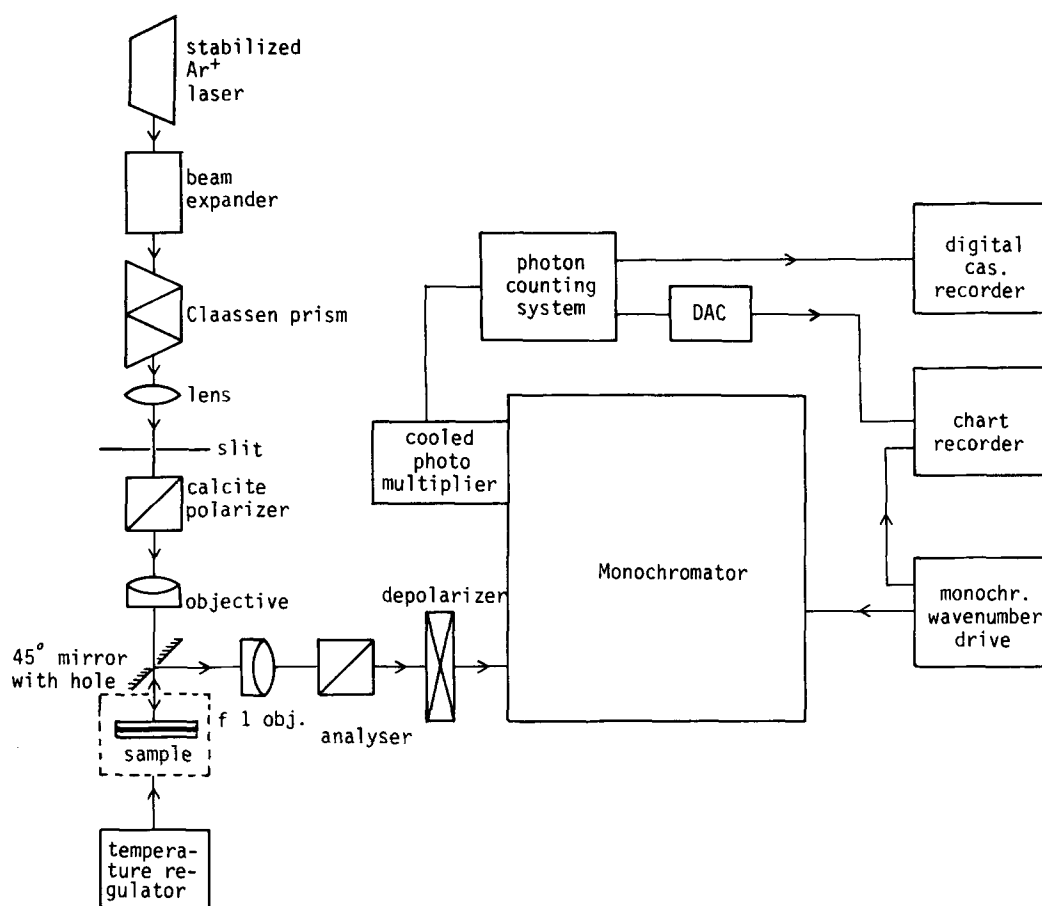 stabilized
Ar+
laser
beam
expander
Claassen prism
lens
slit
calcite
polarizer
objective
45° mirror
with hole
f 1 obj.
analyser
depolarizer
sample
tempera-
ture re-
gulator
cooled
photo
multiplier
Monochromator
photon
counting
system
DAC
digital
cas.
recorder
chart
recorder
monochr.
wavenumber
drive